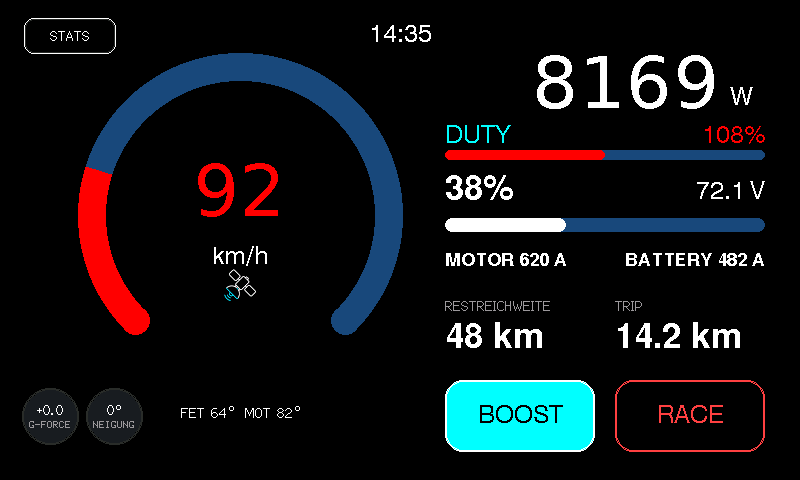 STATS
14:35
8169 W
DUTY 108%
92
38% 72.1 V
km/h
MOTOR 620 A BATTERY 482 A
RESTREICHWEITE TRIP
48 km 14.2 km
+0.0
G-FORCE
0°
NEIGUNG
FET 64° MOT 82°
BOOST RACE